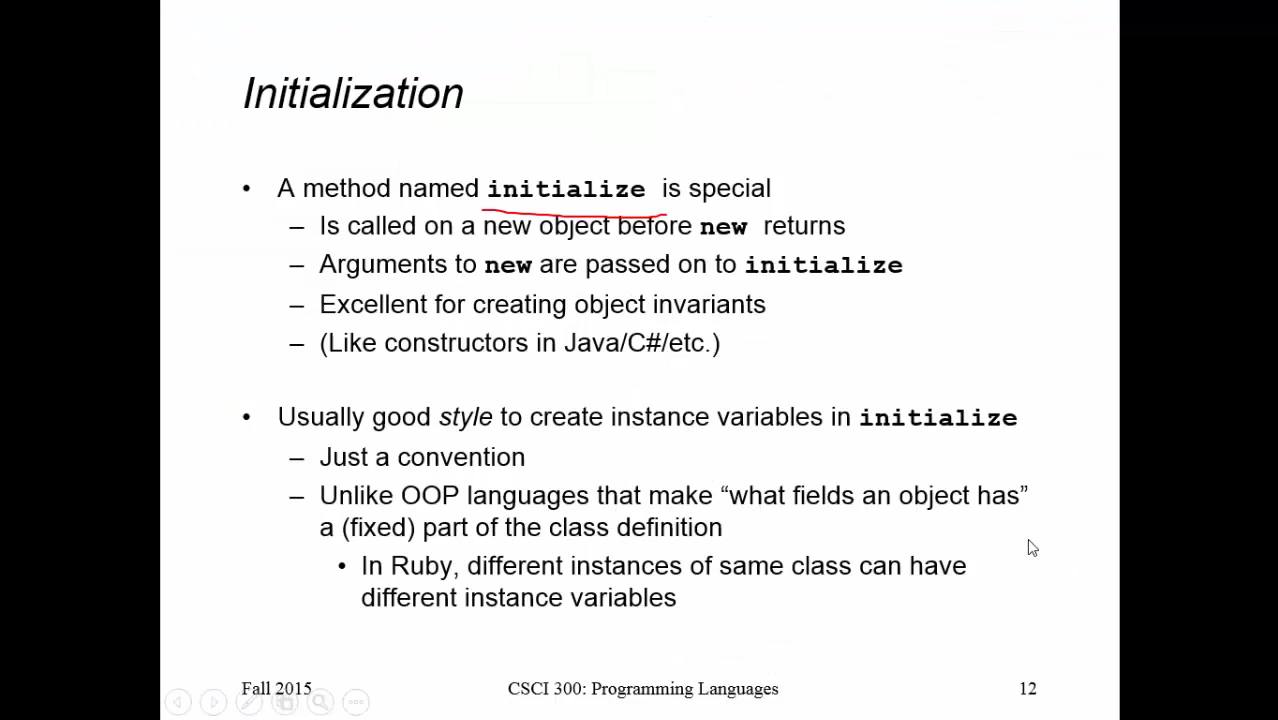 Initialization
• A method named initialize is special
– Is called on a new object before new returns
– Arguments to new are passed on to initialize
– Excellent for creating object invariants
– (Like constructors in Java/C#/etc.)
• Usually good style to create instance variables in initialize
– Just a convention
– Unlike OOP languages that make “what fields an object has”
a (fixed) part of the class definition
• In Ruby, different instances of same class can have
different instance variables
Fall 2015 CSCI 300: Programming Languages 12